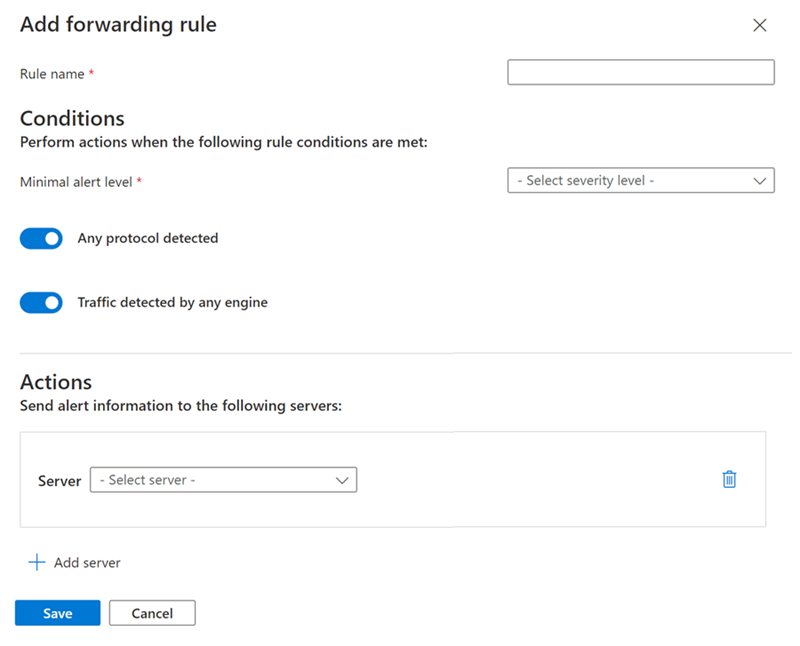 Add forwarding rule
Rule name *
Conditions
Perform actions when the following rule conditions are met:
Minimal alert level *
- Select severity level -
Any protocol detected
Traffic detected by any engine
Actions
Send alert information to the following servers:
Server
- Select server -
Add server
Save
Cancel